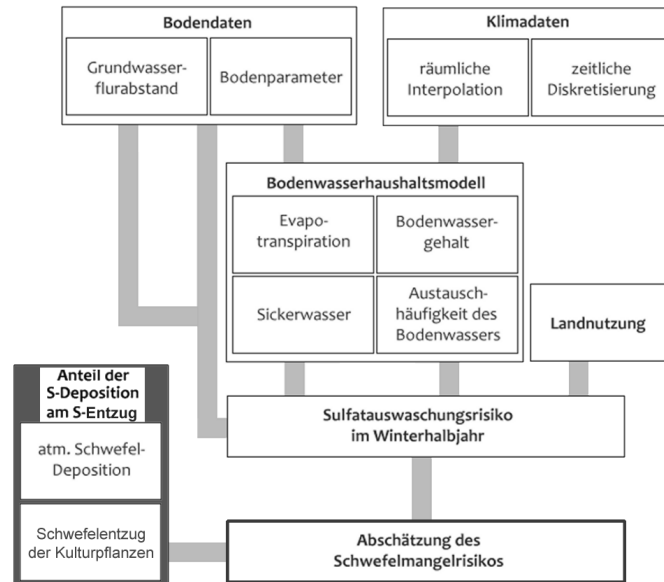 Bodendaten
Grundwasser-
flurabstand
Bodenparameter
Klimadaten
räumliche
Interpolation
zeitliche
Diskretisierung
Bodenwasserhaushaltsmodell
Evapo-
transpiration
Bodenwasser-
gehalt
Sickerwasser
Austausch-
häufigkeit des
Bodenwassers
Landnutzung
Anteil der
S-Deposition
am S-Entzug
atm. Schwefel-
Deposition
Schwefelentzug
der Kulturpflanzen
Sulfatauswaschungsrisiko
im Winterhalbjahr
Abschätzung des
Schwefelmangelrisikos